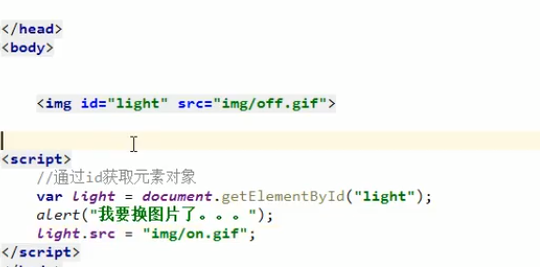 </head>
<body>
<img id="light" src="img/off.gif">
<script>
//通过id获取元素对象
var light = document.getElementById("light");
alert("我要换图片了。。。");
light.src = "img/on.gif";
</script>